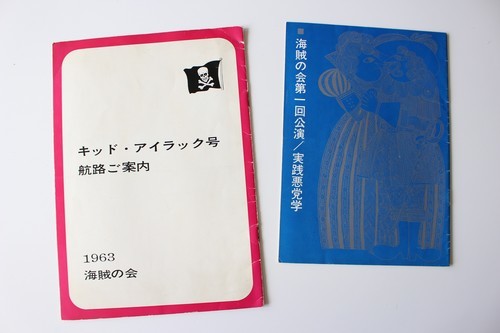 キッド・アイラック号
航路ご案内
1963
海賊の会
■海賊の会第一回公演/実践悪党学